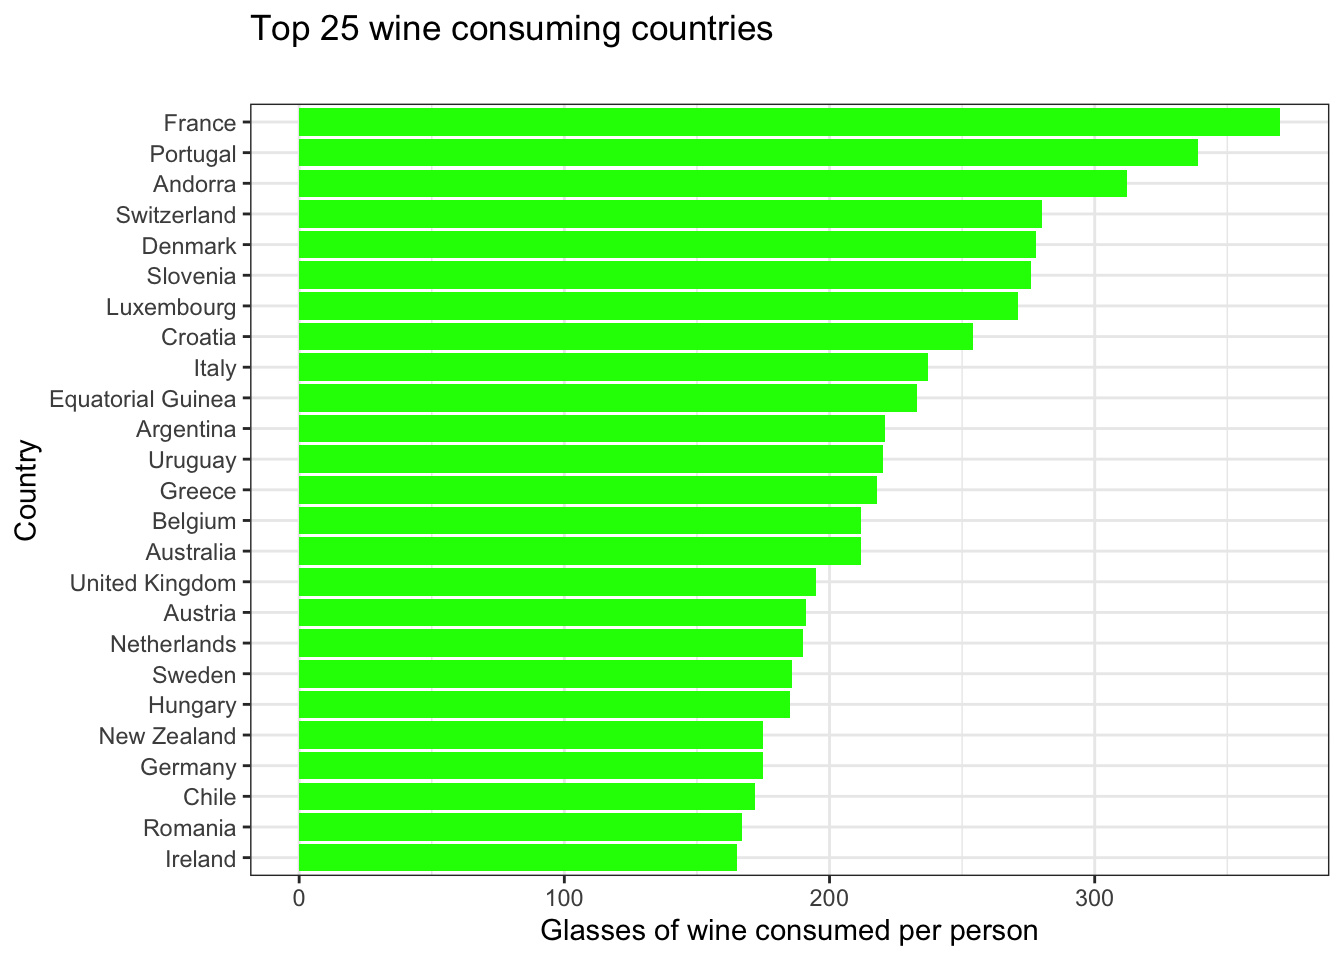 Top 25 wine consuming countries
Country
France
Portugal
Andorra
Switzerland
Denmark
Slovenia
Luxembourg
Croatia
Italy
Equatorial Guinea
Argentina
Uruguay
Greece
Belgium
Australia
United Kingdom
Austria
Netherlands
Sweden
Hungary
New Zealand
Germany
Chile
Romania
Ireland
0 100 200 300
Glasses of wine consumed per person